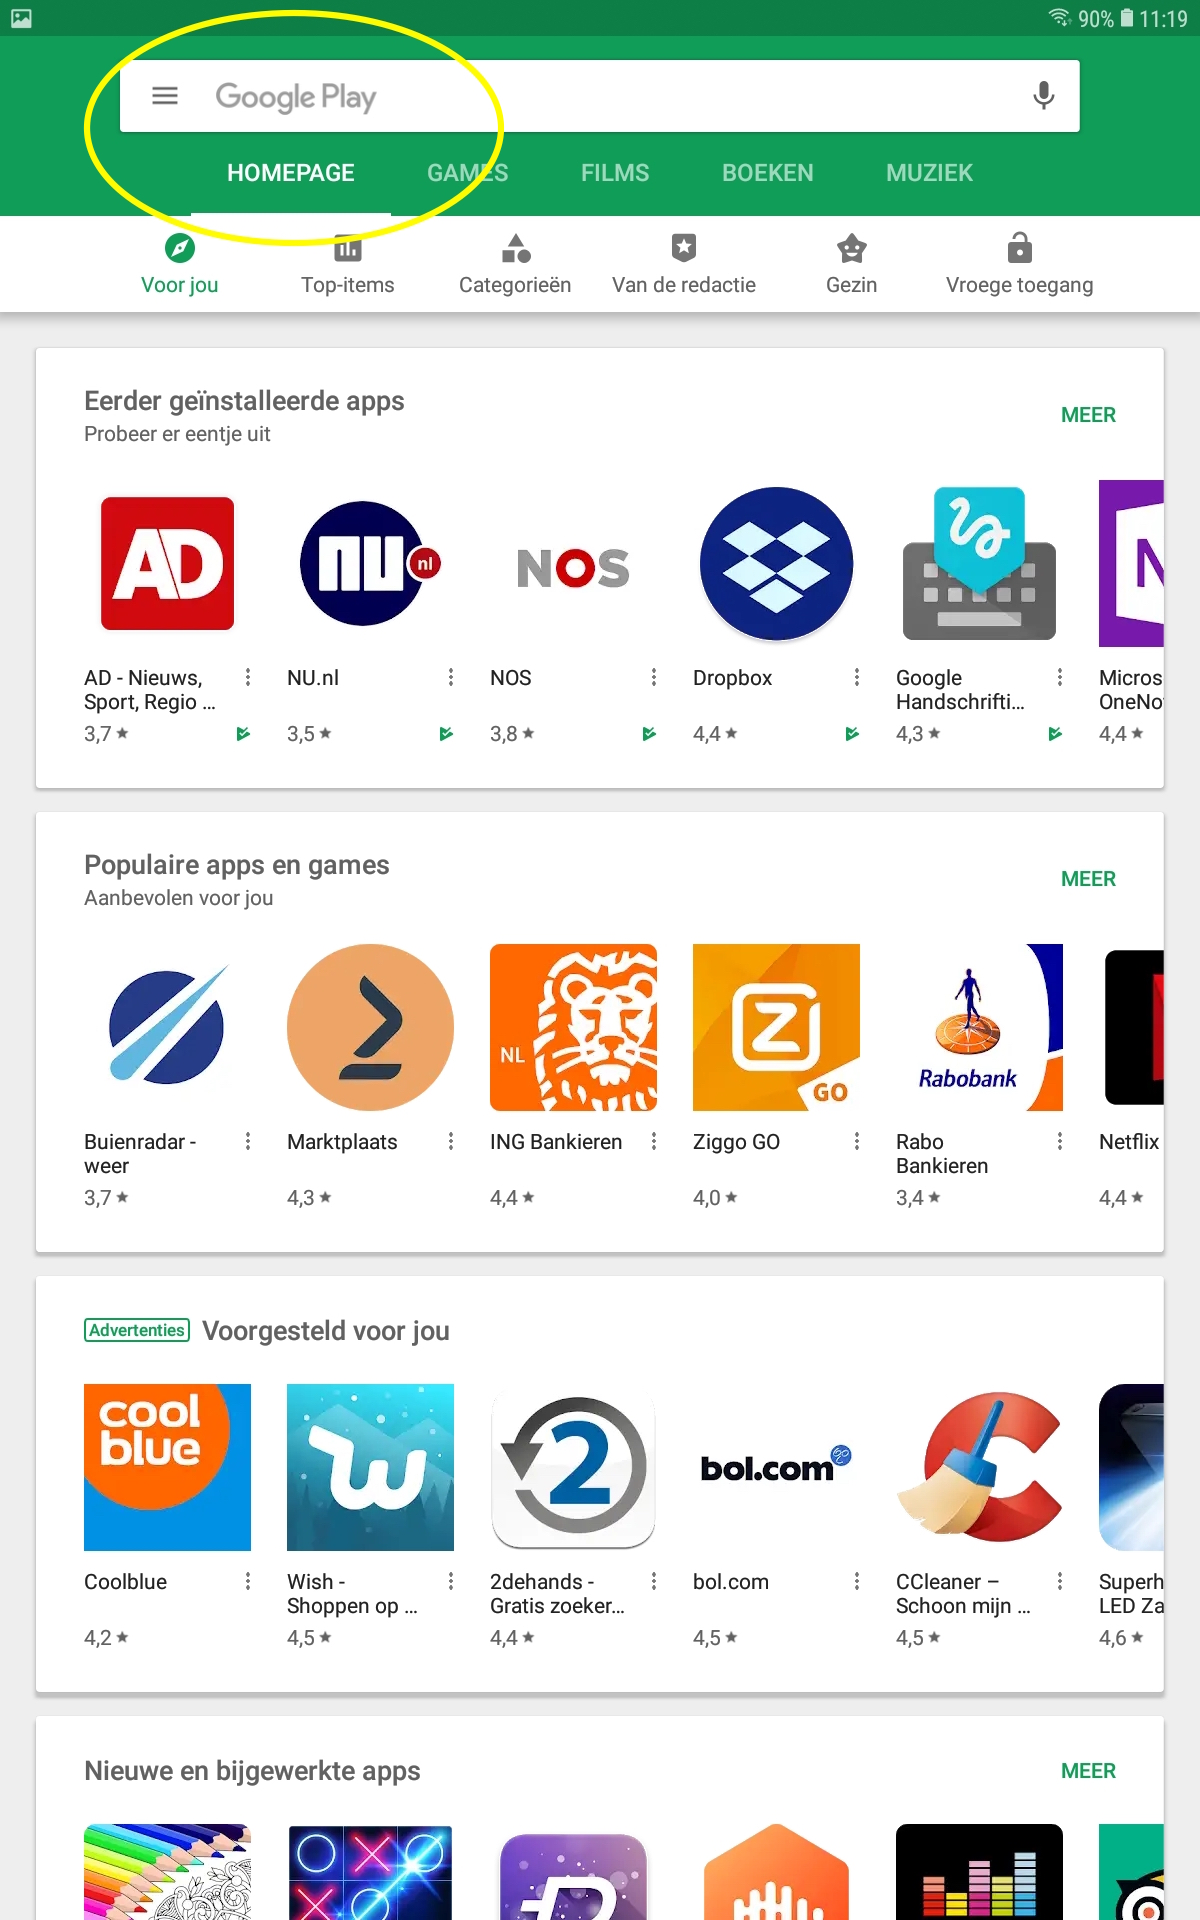 90% 11:19
Google Play
HOMEPAGE GAMES FILMS BOEKEN MUZIEK
Voor jou Top-items Categorieën Van de redactie Gezin Vroege toegang
Eerder geïnstalleerde apps
MEER
Probeer er eentje uit
AD nu nl NOS N
AD - Nieuws, NU.nl NOS Dropbox Google Micros
Sport, Regio ... Handschrifti... OneNo
3,7 3,5 3,8 4,4 4,3 4,4
Populaire apps en games
MEER
Aanbevolen voor jou
NL Z GO Rabobank
Buienradar - Marktplaats ING Bankieren Ziggo GO Rabo Netflix
weer Bankieren
3,7 4,3 4,4 4,0 3,4 4,4
Advertenties Voorgesteld voor jou
cool
blue w 2 bol.com
Coolblue Wish - 2dehands - bol.com CCleaner – Superh
Shoppen op ... Gratis zoeker... Schoon mijn ... LED Za
4,2 4,5 4,4 4,5 4,5 4,6
Nieuwe en bijgewerkte apps MEER